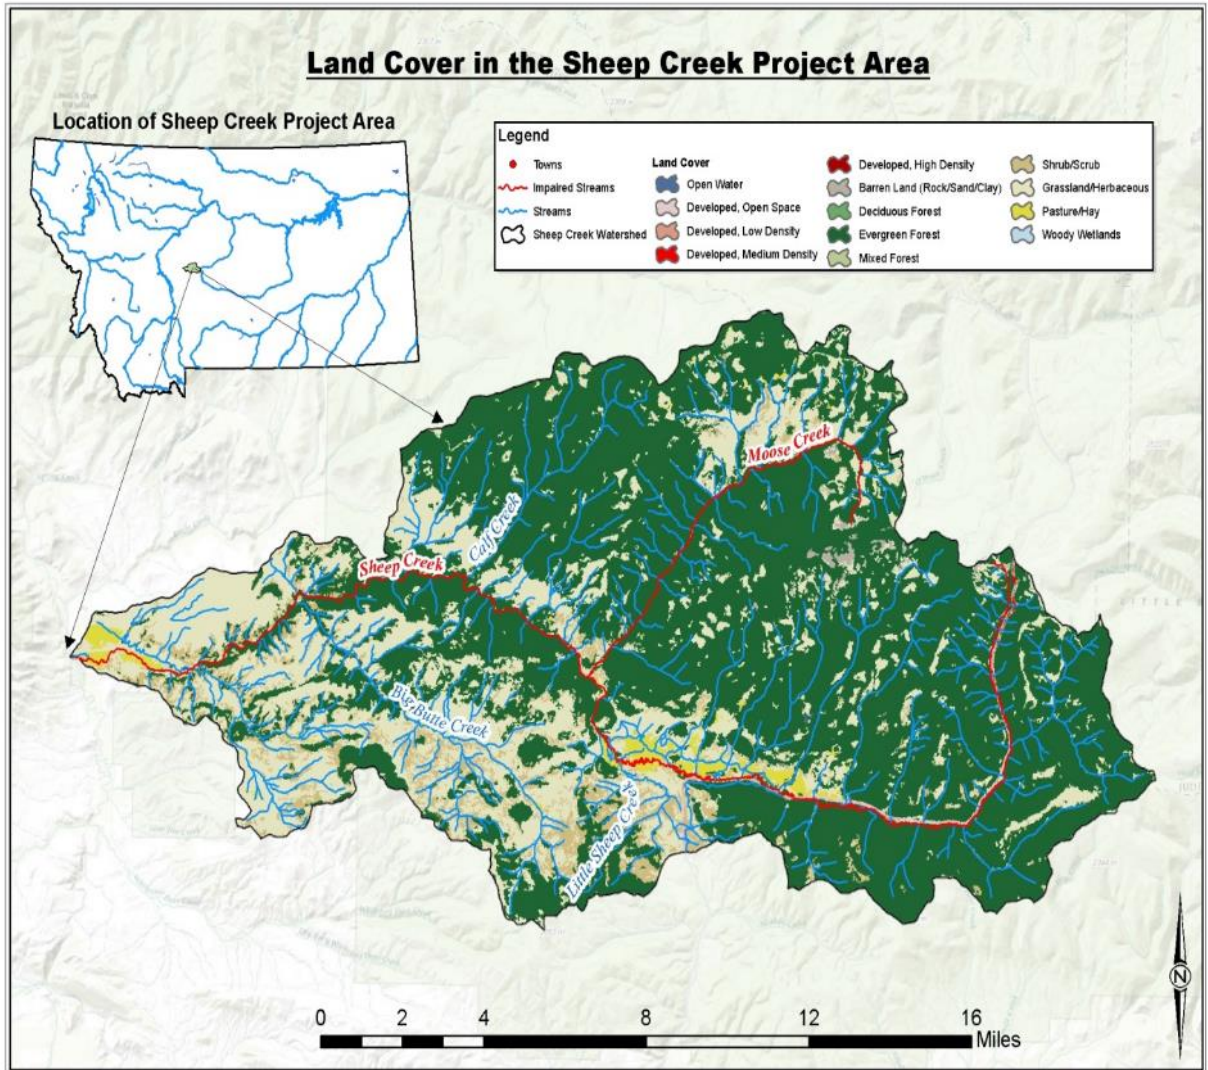 Land Cover in the Sheep Creek Project Area
Location of Sheep Creek Project Area
Legend
Towns
Impaired Streams
Streams
Sheep Creek Watershed
Land Cover
Open Water
Developed, Open Space
Developed, Low Density
Developed, Medium Density
Developed, High Density
Barren Land (Rock/Sand/Clay)
Deciduous Forest
Evergreen Forest
Mixed Forest
Shrub/Scrub
Grassland/Herbaceous
Pasture/Hay
Woody Wetlands
Moose Creek
Calf Creek
Sheep Creek
Big Butte Creek
Little Sheep Creek
N
0 2 4 8 12 16
Miles